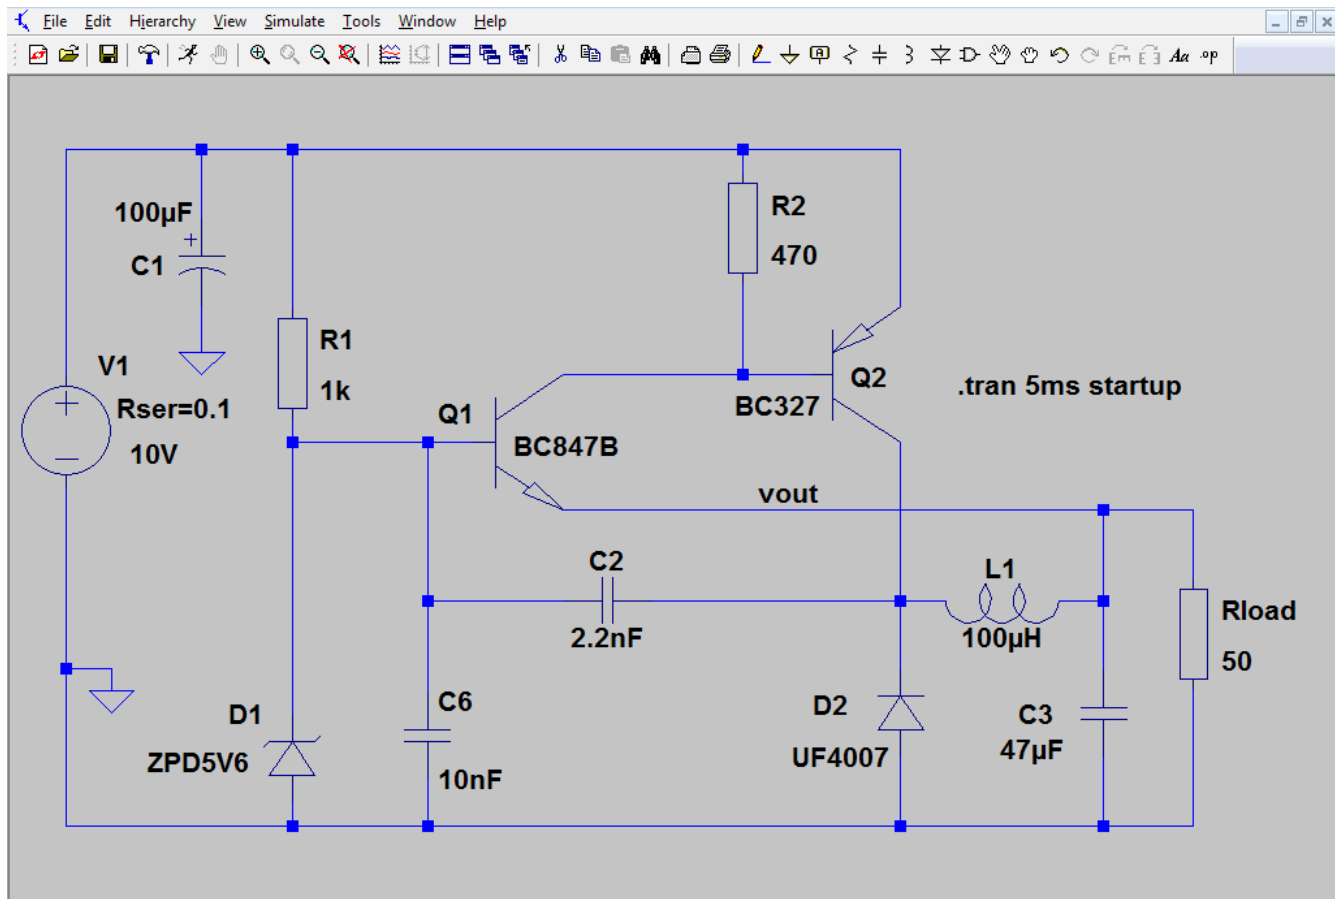 File Edit Hierarchy View Simulate Tools Window Help
A
Aa .op
100µF
+
C1
R2
470
R1
1k
V1
Rser=0.1
10V
Q1
BC847B
Q2
BC327
.tran 5ms startup
vout
C2
2.2nF
L1
100µH
Rload
50
C6
10nF
D1
ZPD5V6
D2
UF4007
C3
47µF